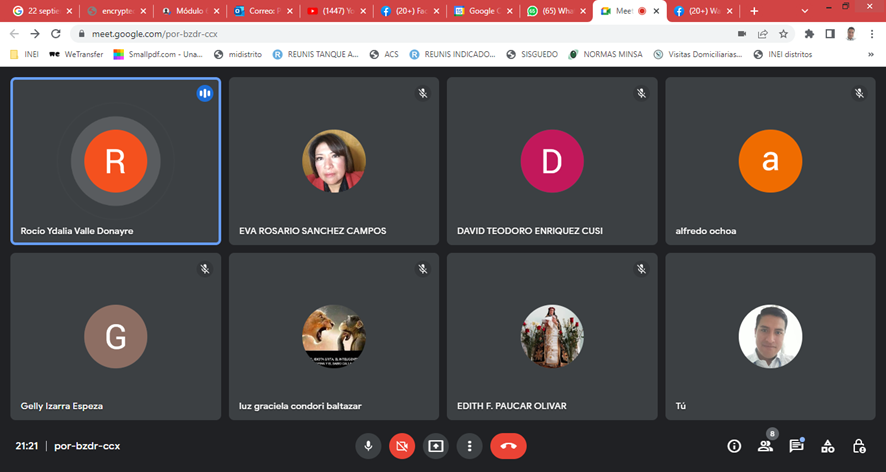 22 septie
encrypte
Módulo
Correo: F
(1447) Yo
(20+) Fac
Google C
(65) Wha
Meet
(20+) Wa
meet.google.com/por-bzdr-ccx
INEI
WeTransfer
Smallpdf.com - Una...
midistrito
REUNIS TANQUE A...
ACS
REUNIS INDICADO...
SISGUEDO
NORMAS MINSA
Visitas Domiciliarias...
INEI distritos
R
D
a
Rocío Ydalia Valle Donayre
EVA ROSARIO SANCHEZ CAMPOS
DAVID TEODORO ENRIQUEZ CUSI
alfredo ochoa
G
Gelly Izarra Espeza
luz graciela condori baltazar
EDITH F. PAUCAR OLIVAR
Tú
21:21 | por-bzdr-ccx
8